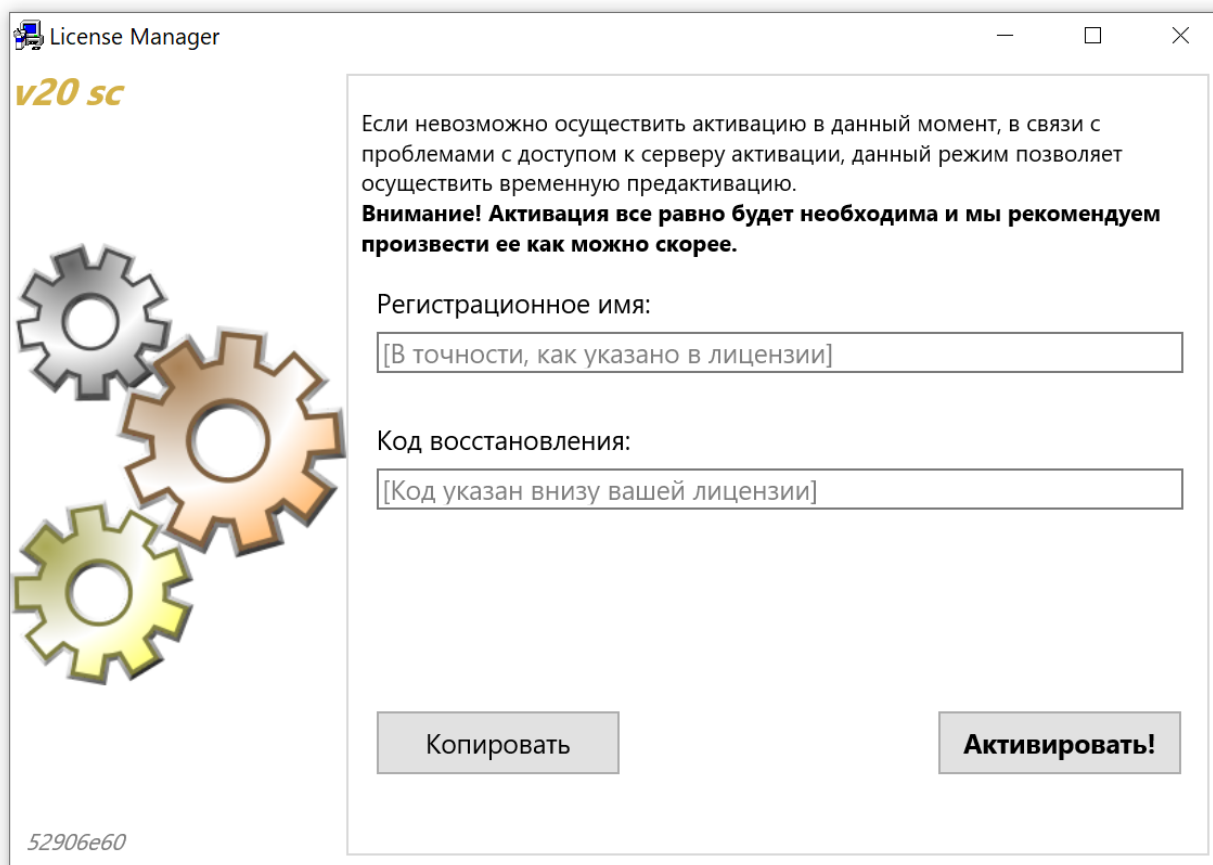 License Manager
v20 sc
Если невозможно осуществить активацию в данный момент, в связи с
проблемами с доступом к серверу активации, данный режим позволяет
осуществить временную предактивацию.
Внимание! Активация все равно будет необходима и мы рекомендуем
произвести ее как можно скорее.
Регистрационное имя:
[В точности, как указано в лицензии]
Код восстановления:
[Код указан внизу вашей лицензии]
Копировать
Активировать!
52906e60